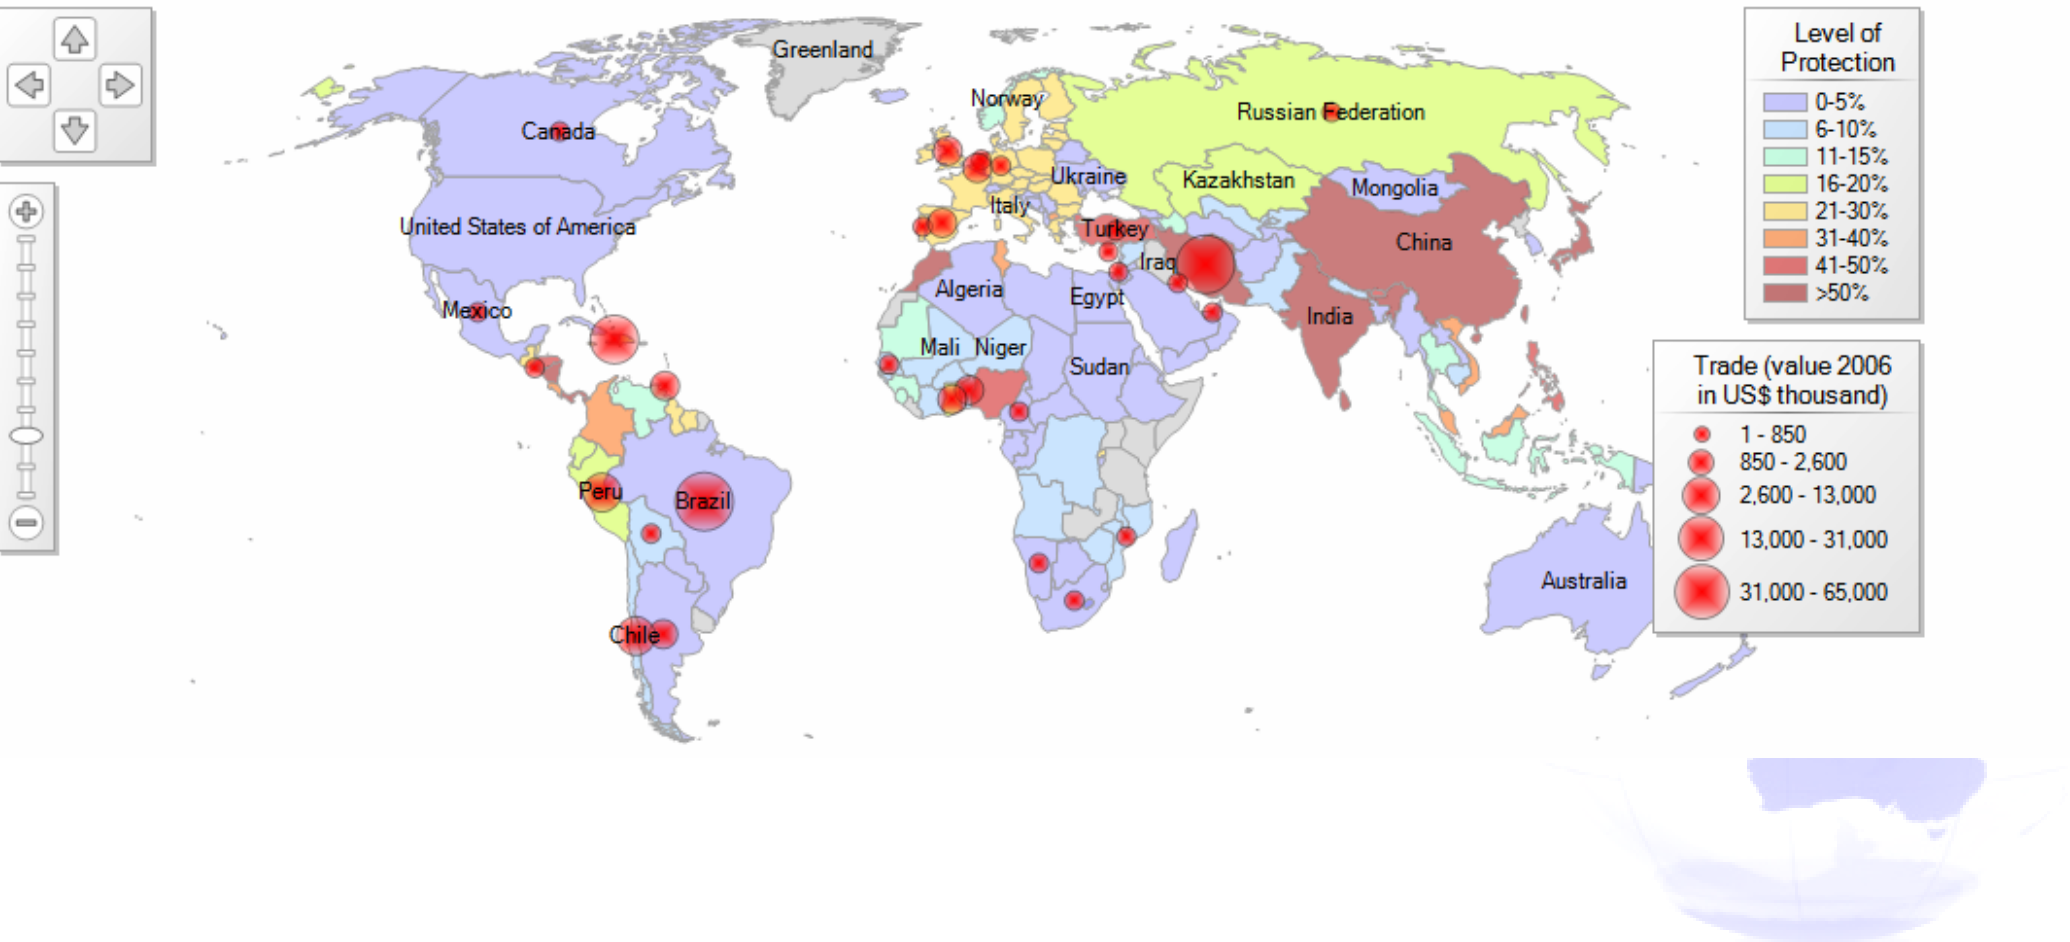 Greenland
Norway
Canada
Russian Federation
Ukraine
Kazakhstan
Mongolia
Italy
United States of America
Turkey
China
Iraq
Algeria
Egypt
Mexico
India
Mali
Niger
Sudan
Peru
Brazil
Australia
Chile
Level of
Protection
0-5%
6-10%
11-15%
16-20%
21-30%
31-40%
41-50%
>50%
Trade (value 2006
in US$ thousand)
1 - 850
850 - 2,600
2,600 - 13,000
13,000 - 31,000
31,000 - 65,000